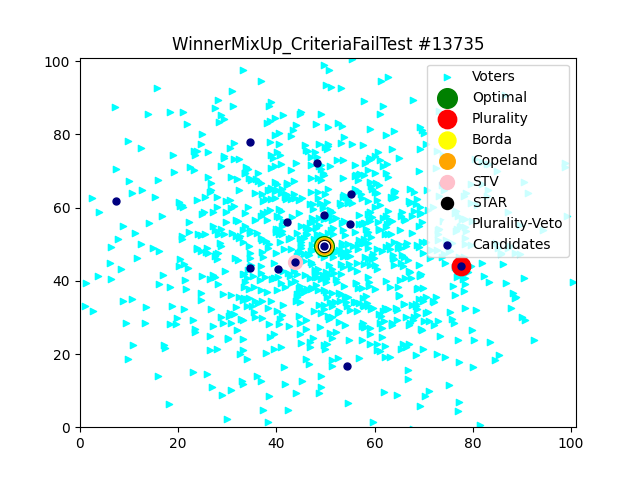 WinnerMixUp_CriteriaFailTest #13735
100
80
60
40
20
0
0
20
40
60
80
100
Voters
Optimal
Plurality
Borda
Copeland
STV
STAR
Plurality-Veto
Candidates